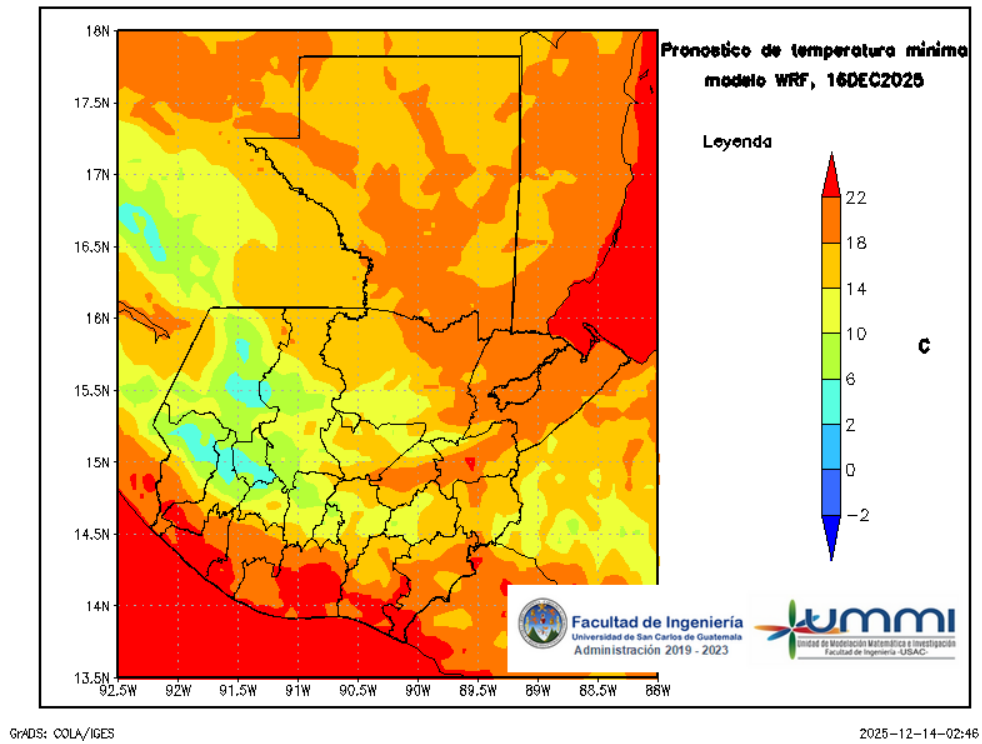 Pronostico de temperatura minima
modelo WRF, 16DEC2025
Leyenda
22
18
14
10
6
2
0
−2
C
18N
17.5N
17N
16.5N
16N
15.5N
15N
14.5N
14N
13.5N
92.5W 92W 91.5W 91W 90.5W 90W 89.5W 89W 88.5W 88W
Facultad de Ingeniería
Universidad de San Carlos de Guatemala
Administración 2019 - 2023
ummi
Unidad de Modelación Matemática e Investigación
Facultad de Ingeniería -USAC-
GrADS: COLA/IGES
2025-12-14-02:46